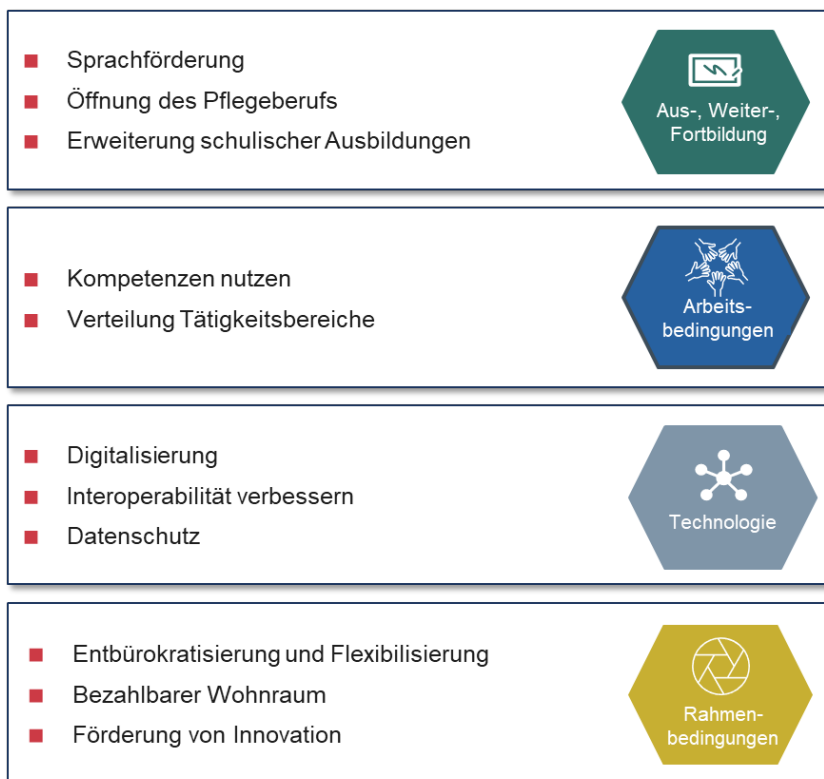 Sprachförderung
Öffnung des Pflegeberufs
Erweiterung schulischer Ausbildungen
Aus-, Weiter-,
Fortbildung
Kompetenzen nutzen
Verteilung Tätigkeitsbereiche
Arbeits-
bedingungen
Digitalisierung
Interoperabilität verbessern
Datenschutz
Technologie
Entbürokratisierung und Flexibilisierung
Bezahlbarer Wohnraum
Förderung von Innovation
Rahmen-
bedingungen